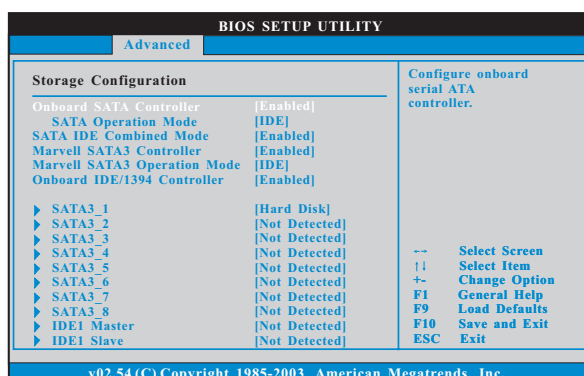 BIOS SETUP UTILITY
Advanced
Storage Configuration
Onboard SATA Controller [Enabled]
SATA Operation Mode [IDE]
SATA IDE Combined Mode [Enabled]
Marvell SATA3 Controller [Enabled]
Marvell SATA3 Operation Mode [IDE]
Onboard IDE/1394 Controller [Enabled]
SATA3_1 [Hard Disk]
SATA3_2 [Not Detected]
SATA3_3 [Not Detected]
SATA3_4 [Not Detected]
SATA3_5 [Not Detected]
SATA3_6 [Not Detected]
SATA3_7 [Not Detected]
SATA3_8 [Not Detected]
IDE1 Master [Not Detected]
IDE1 Slave [Not Detected]
Configure onboard
serial ATA
controller.
←→ Select Screen
↑↓ Select Item
+- Change Option
F1 General Help
F9 Load Defaults
F10 Save and Exit
ESC Exit
v02.54 (C) Copyright 1985-2003, American Megatrends, Inc.